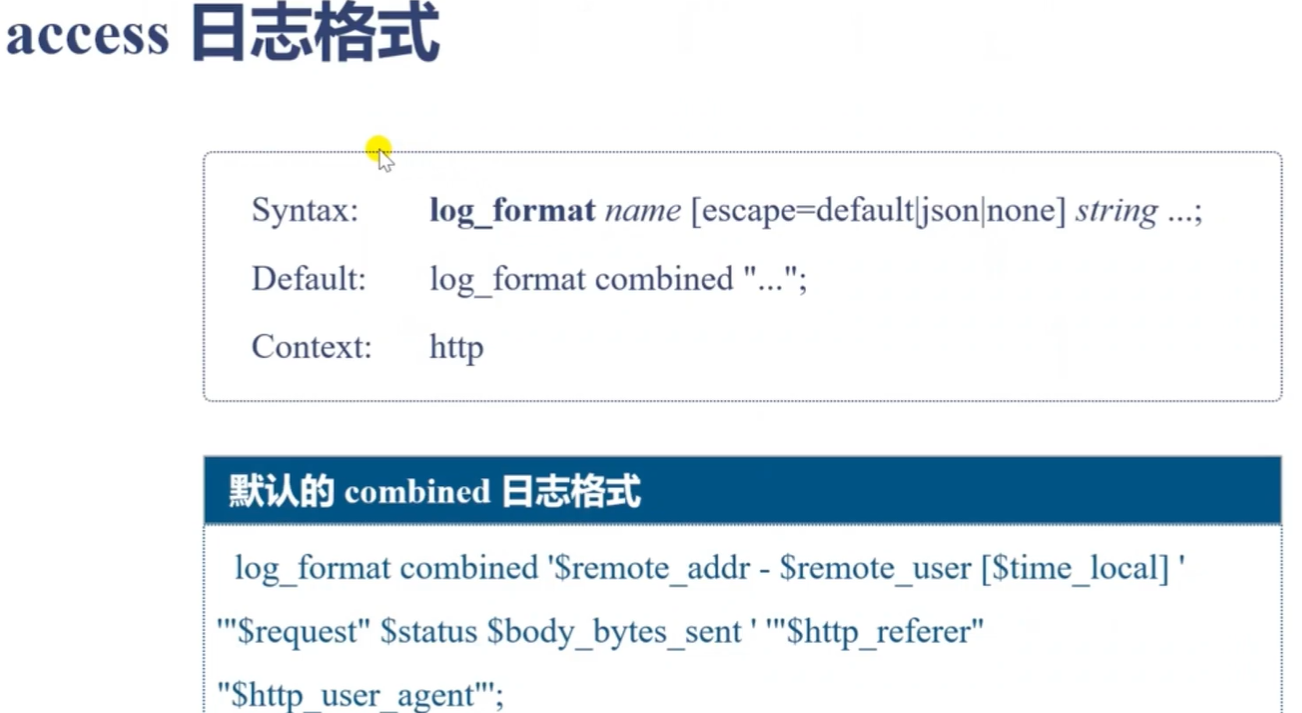 access 日志格式
Syntax: log_format name [escape=default|json|none] string ...;
Default: log_format combined "...";
Context: http
默认的 combined 日志格式
log_format combined '$remote_addr - $remote_user [$time_local] '
'"$request" $status $body_bytes_sent ' '"$http_referer"
"$http_user_agent"';